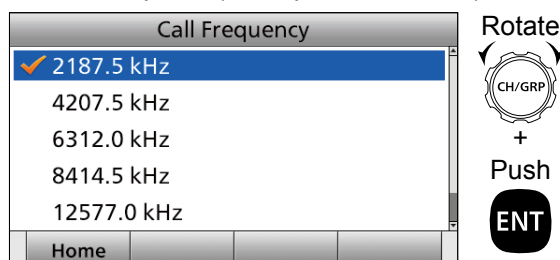 Call Frequency
2187.5 kHz
4207.5 kHz
6312.0 kHz
8414.5 kHz
12577.0 kHz
Home
Rotate
CH/GRP
+
Push
ENT